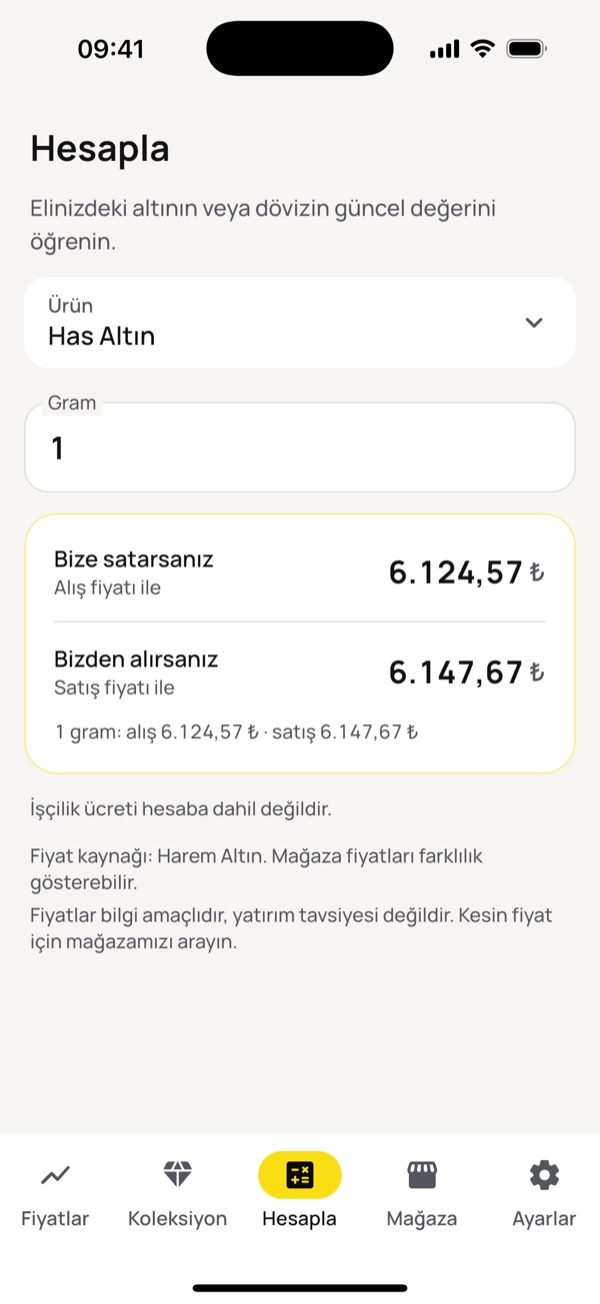 09:41
Hesapla
Elinizdeki altının veya dövizin güncel değerini
öğrenin.
Ürün
Has Altın
Gram
1
Bize satarsanız
Alış fiyatı ile
6.124,57 ₺
Bizden alırsanız
Satış fiyatı ile
6.147,67 ₺
1 gram: alış 6.124,57 ₺ · satış 6.147,67 ₺
İşçilik ücreti hesaba dahil değildir.
Fiyat kaynağı: Harem Altın. Mağaza fiyatları farklılık
gösterebilir.
Fiyatlar bilgi amaçlıdır, yatırım tavsiyesi değildir. Kesin fiyat
için mağazamızı arayın.
Fiyatlar
Koleksiyon
Hesapla
Mağaza
Ayarlar